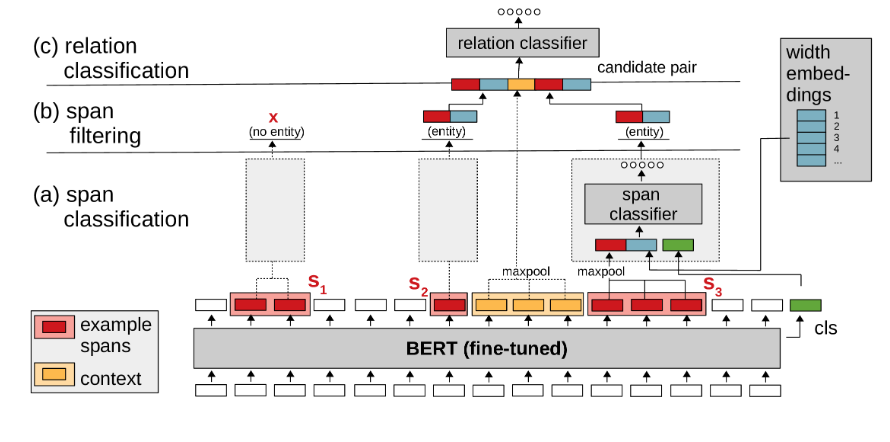 (c) relation
classification
relation classifier
candidate pair
width
embed-
dings
1
2
3
4
...
(b) span
filtering
x
(no entity)
(entity)
(entity)
(a) span
classification
span
classifier
maxpool
maxpool
s1
s2
s3
example
spans
context
BERT (fine-tuned)
cls